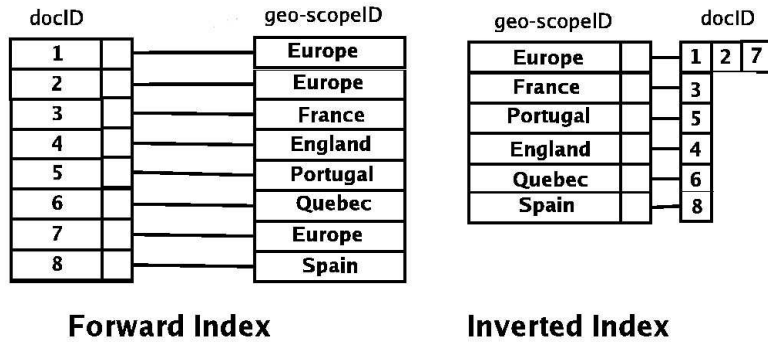 docID geo-scopeID
1 Europe
2 Europe
3 France
4 England
5 Portugal
6 Quebec
7 Europe
8 Spain
Forward Index
geo-scopeID docID
Europe 1 2 7
France 3
Portugal 5
England 4
Quebec 6
Spain 8
Inverted Index